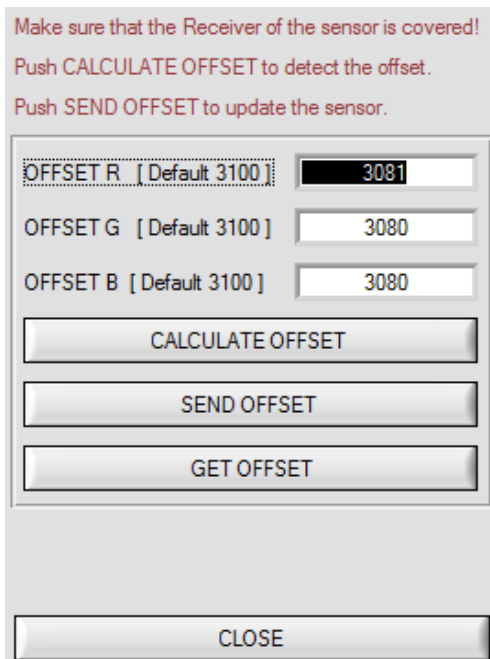 Make sure that the Receiver of the sensor is covered!
Push CALCULATE OFFSET to detect the offset.
Push SEND OFFSET to update the sensor.
OFFSET R [ Default 3100 ] 3081
OFFSET G [ Default 3100 ] 3080
OFFSET B [ Default 3100 ] 3080
CALCULATE OFFSET
SEND OFFSET
GET OFFSET
CLOSE